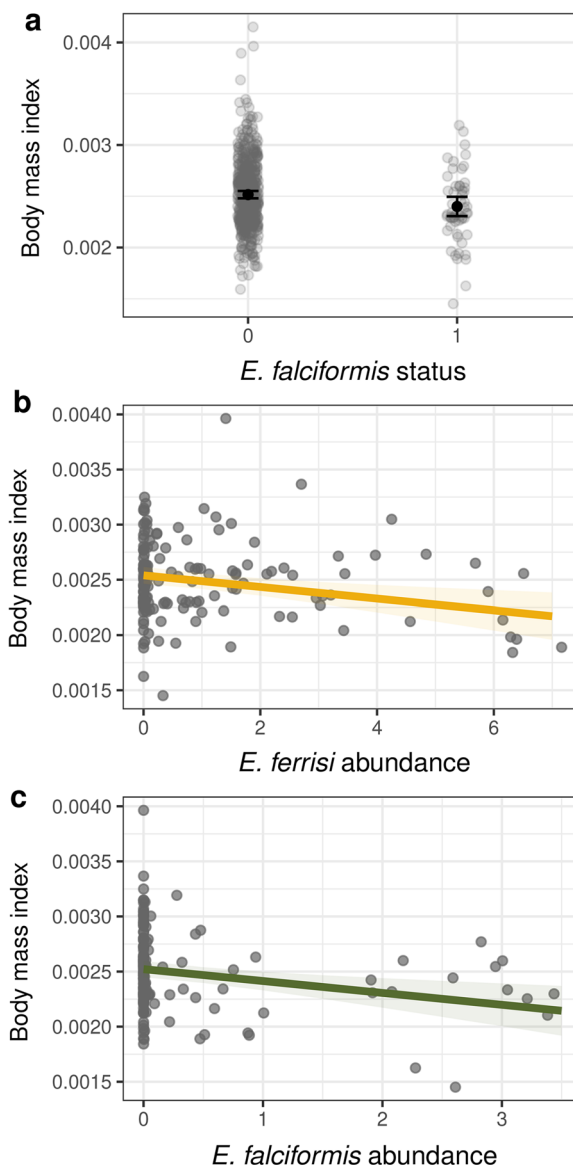 a
0.004
0.003
0.002
Body mass index
0
1
E. falciformis status
b
0.0040
0.0035
0.0030
0.0025
0.0020
0.0015
Body mass index
0
2
4
6
E. ferrisi abundance
c
0.0040
0.0035
0.0030
0.0025
0.0020
0.0015
Body mass index
0
1
2
3
E. falciformis abundance